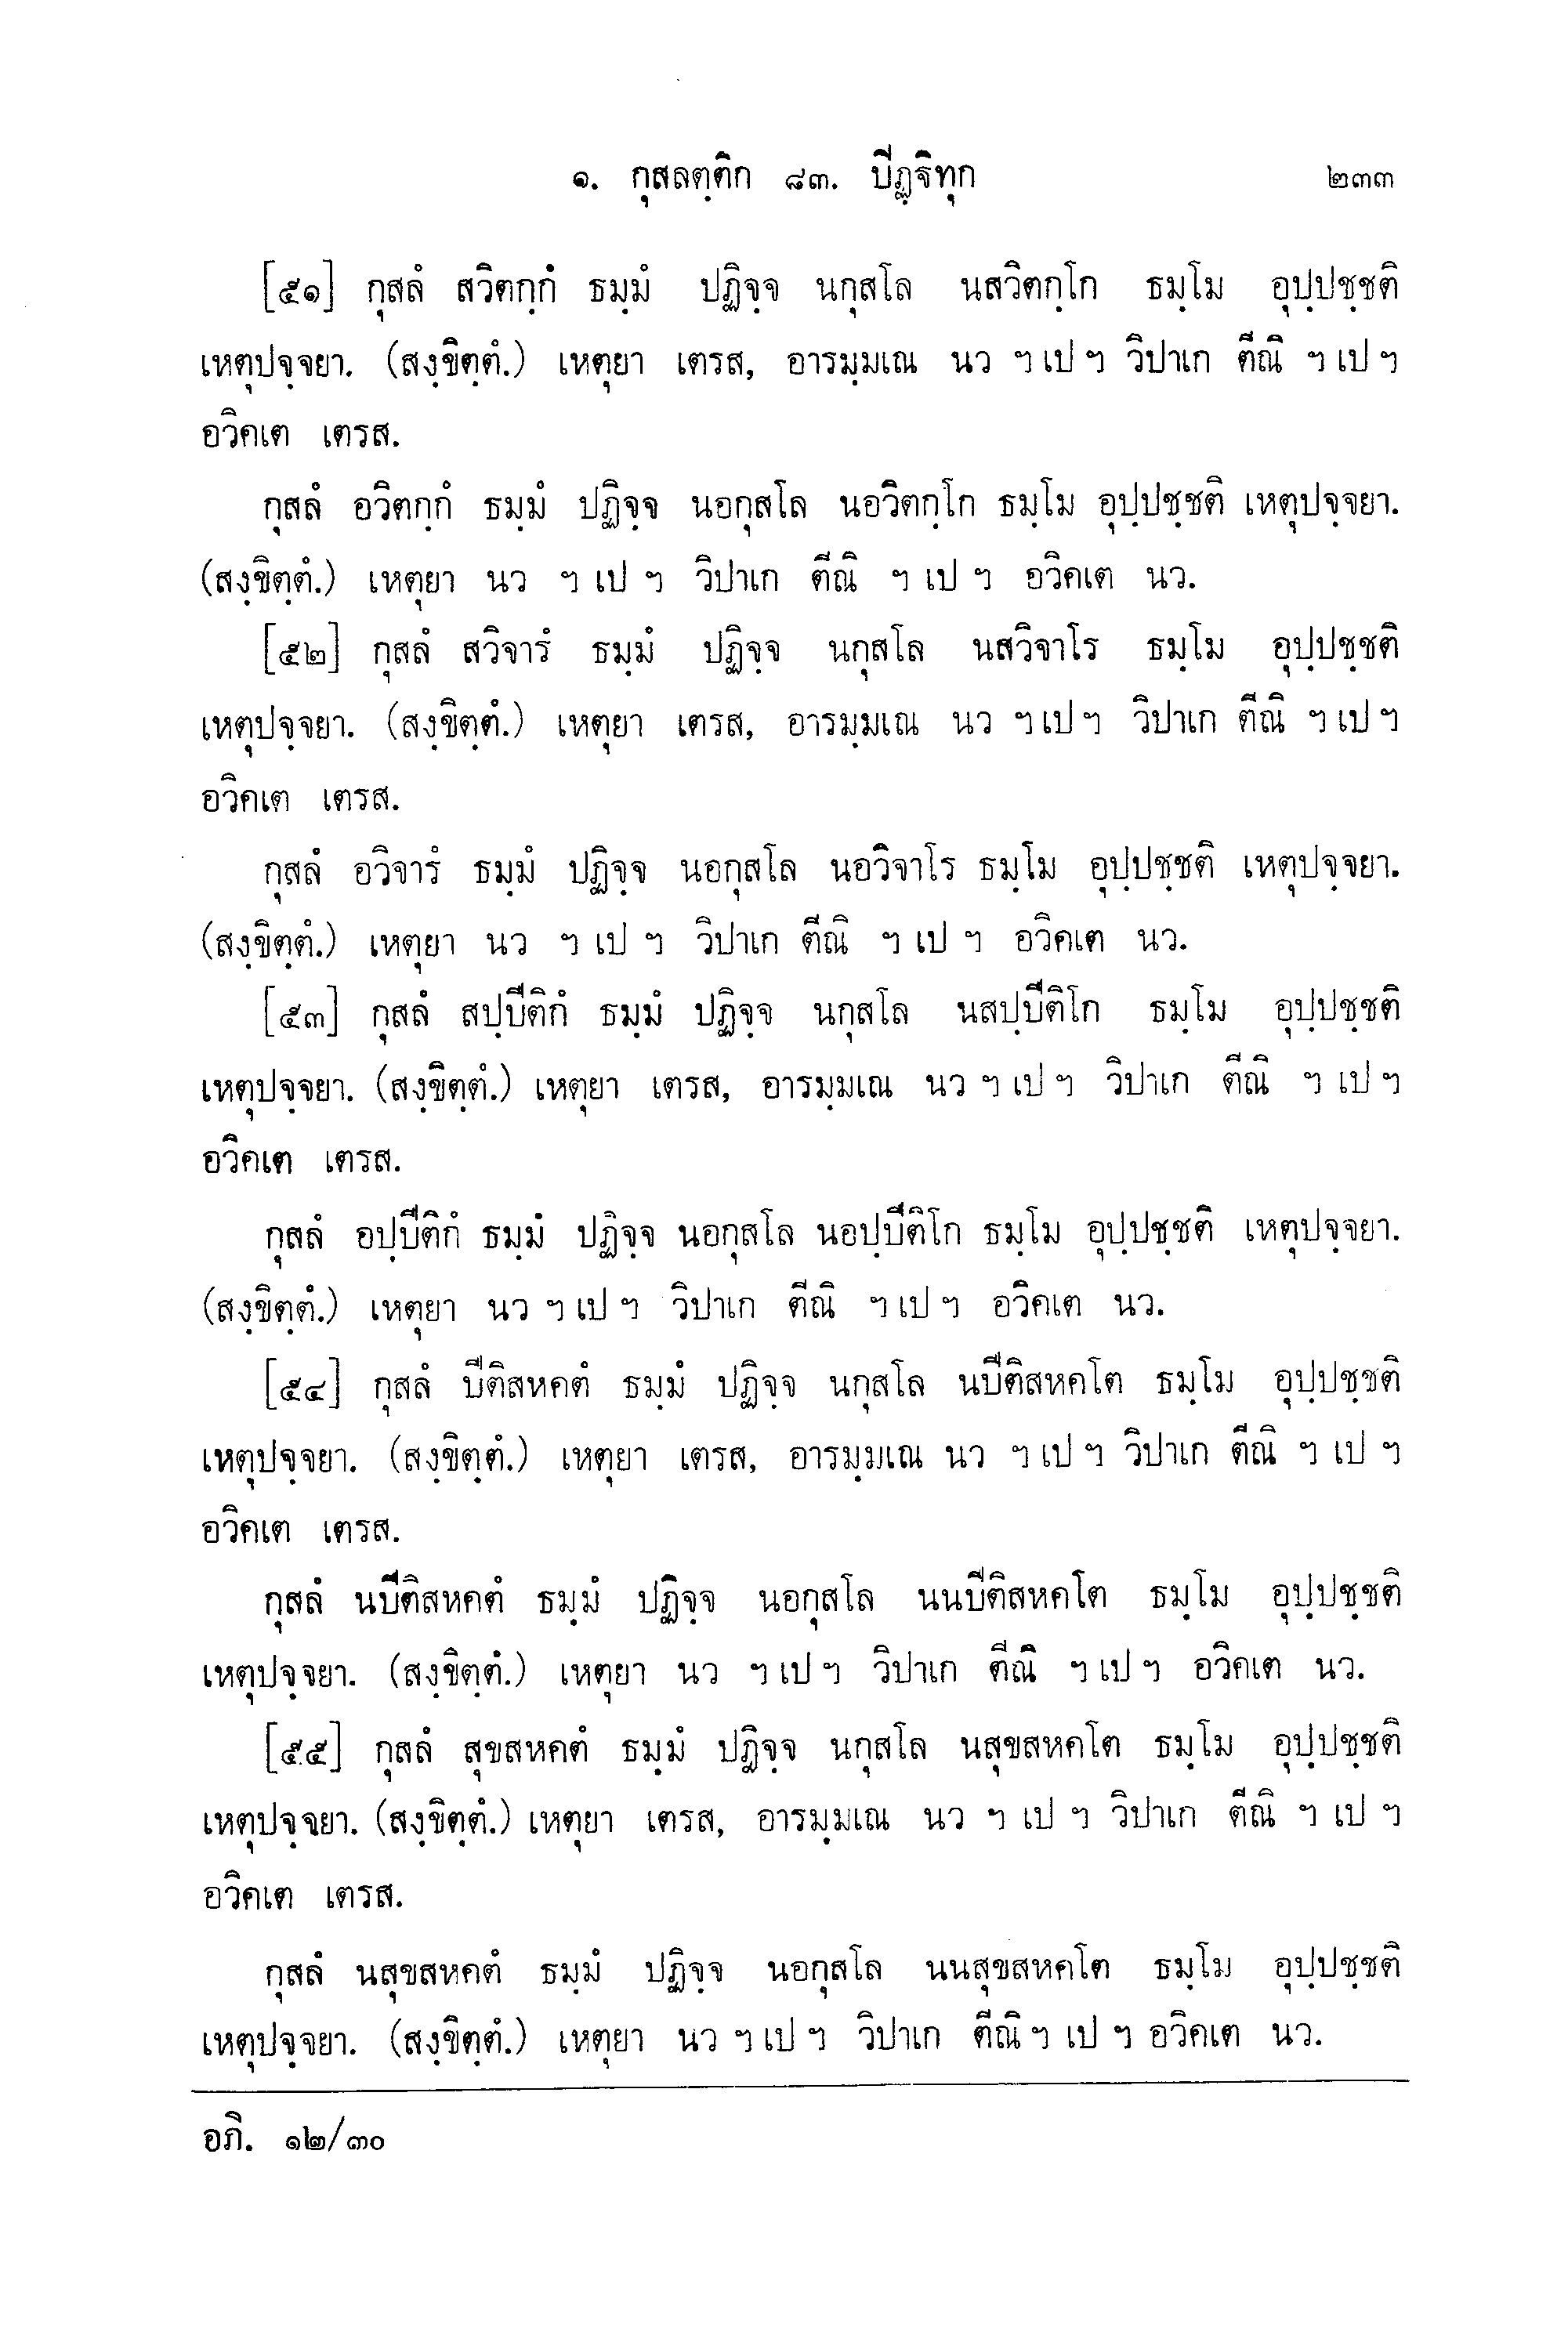 ๑. กุสลตฺติก ๘๓. ปีฏฺฐิทุก ๒๓๓
[๕๑] กุสลํ สวิตกฺกํ ธมฺมํ ปฏิจฺจ นกุสโล นสวิตกฺโก ธมฺโม อุปฺปชฺชติ
เหตุปจฺจยา. (สงฺขิตฺตํ.) เหตุยา เตรส, อารมฺมเณ นว ฯ เป ฯ วิปาเก ตีณิ ฯ เป ฯ
อวิคเต เตรส.
กุสลํ อวิตกฺกํ ธมฺมํ ปฏิจฺจ นอกุสโล นอวิตกฺโก ธมฺโม อุปฺปชฺชติ เหตุปจฺจยา.
(สงฺขิตฺตํ.) เหตุยา นว ฯ เป ฯ วิปาเก ตีณิ ฯ เป ฯ อวิคเต นว.
[๕๒] กุสลํ สวิจารํ ธมฺมํ ปฏิจฺจ นกุสโล นสวิจาโร ธมฺโม อุปฺปชฺชติ
เหตุปจฺจยา. (สงฺขิตฺตํ.) เหตุยา เตรส, อารมฺมเณ นว ฯ เป ฯ วิปาเก ตีณิ ฯ เป ฯ
อวิคเต เตรส.
กุสลํ อวิจารํ ธมฺมํ ปฏิจฺจ นอกุสโล นอวิจาโร ธมฺโม อุปฺปชฺชติ เหตุปจฺจยา.
(สงฺขิตฺตํ.) เหตุยา นว ฯ เป ฯ วิปาเก ตีณิ ฯ เป ฯ อวิคเต นว.
[๕๓] กุสลํ สปฺปีติกํ ธมฺมํ ปฏิจฺจ นกุสโล นสปฺปีติโก ธมฺโม อุปฺปชฺชติ
เหตุปจฺจยา. (สงฺขิตฺตํ.) เหตุยา เตรส, อารมฺมเณ นว ฯ เป ฯ วิปาเก ตีณิ ฯ เป ฯ
อวิคเต เตรส.
กุสลํ อปฺปีติกํ ธมฺมํ ปฏิจฺจ นอกุสโล นอปฺปีติโก ธมฺโม อุปฺปชฺชติ เหตุปจฺจยา.
(สงฺขิตฺตํ.) เหตุยา นว ฯ เป ฯ วิปาเก ตีณิ ฯ เป ฯ อวิคเต นว.
[๕๔] กุสลํ ปีติสหคตํ ธมฺมํ ปฏิจฺจ นกุสโล นปีติสหคโต ธมฺโม อุปฺปชฺชติ
เหตุปจฺจยา. (สงฺขิตฺตํ.) เหตุยา เตรส, อารมฺมเณ นว ฯ เป ฯ วิปาเก ตีณิ ฯ เป ฯ
อวิคเต เตรส.
กุสลํ นปีติสหคตํ ธมฺมํ ปฏิจฺจ นอกุสโล นนปีติสหคโต ธมฺโม อุปฺปชฺชติ
เหตุปจฺจยา. (สงฺขิตฺตํ.) เหตุยา นว ฯ เป ฯ วิปาเก ตีณิ ฯ เป ฯ อวิคเต นว.
[๕๕] กุสลํ สุขสหคตํ ธมฺมํ ปฏิจฺจ นกุสโล นสุขสหคโต ธมฺโม อุปฺปชฺชติ
เหตุปจฺจยา. (สงฺขิตฺตํ.) เหตุยา เตรส, อารมฺมเณ นว ฯ เป ฯ วิปาเก ตีณิ ฯ เป ฯ
อวิคเต เตรส.
กุสลํ นสุขสหคตํ ธมฺมํ ปฏิจฺจ นอกุสโล นนสุขสหคโต ธมฺโม อุปฺปชฺชติ
เหตุปจฺจยา. (สงฺขิตฺตํ.) เหตุยา นว ฯ เป ฯ วิปาเก ตีณิ ฯ เป ฯ อวิคเต นว.
อภิ. ๑๒/๓๐